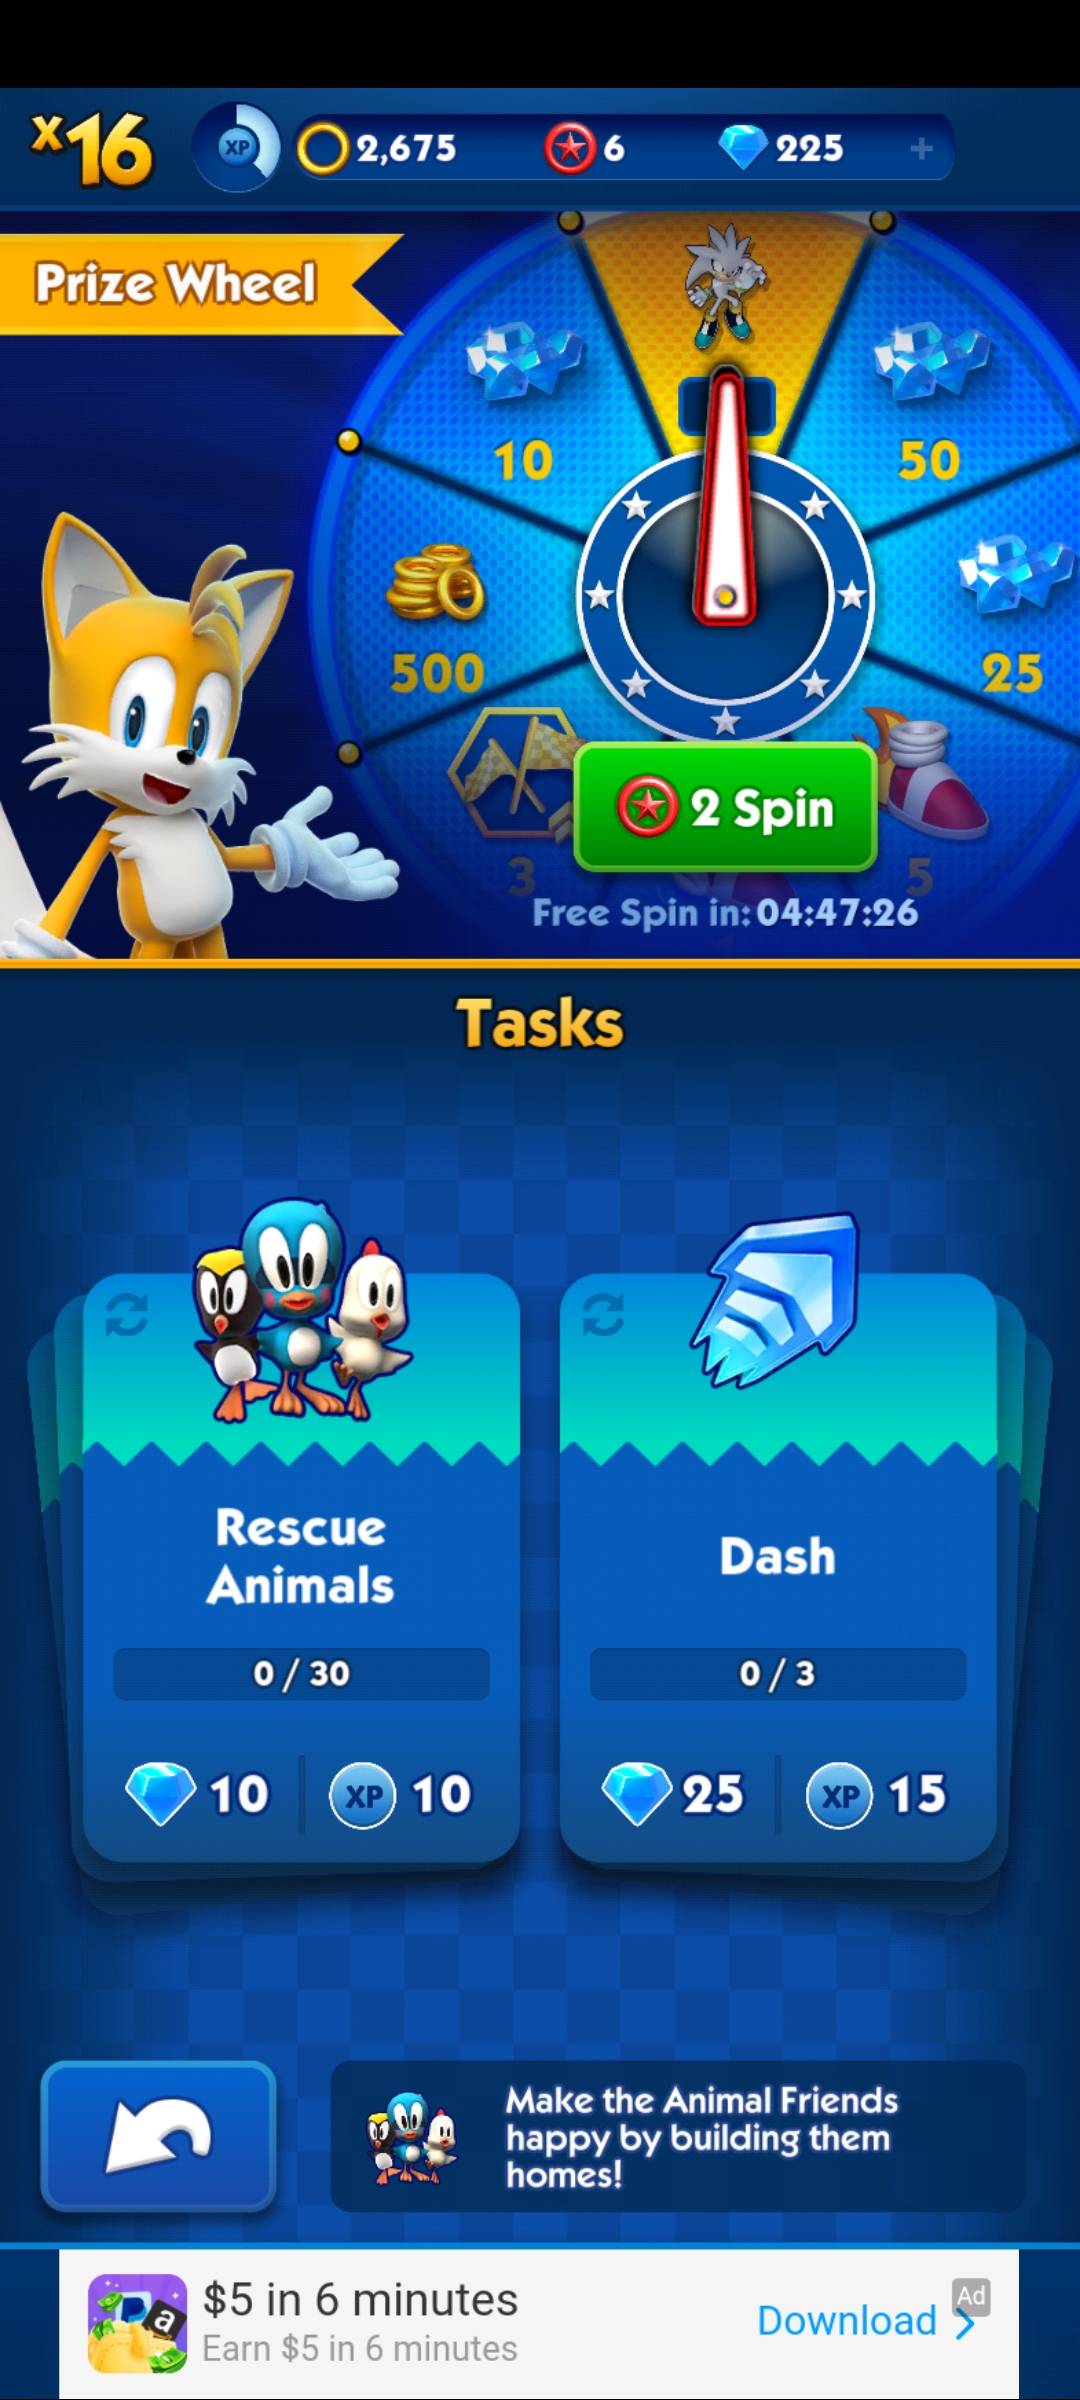 x16
XP
2,675
6
225
+
Prize Wheel
10
50
500
25
2 Spin
3
5
Free Spin in: 04:47:26
Tasks
Rescue
Animals
0 / 30
10
XP
10
Dash
0 / 3
25
XP
15
Make the Animal Friends
happy by building them
homes!
$5 in 6 minutes
Earn $5 in 6 minutes
Download
Ad
a